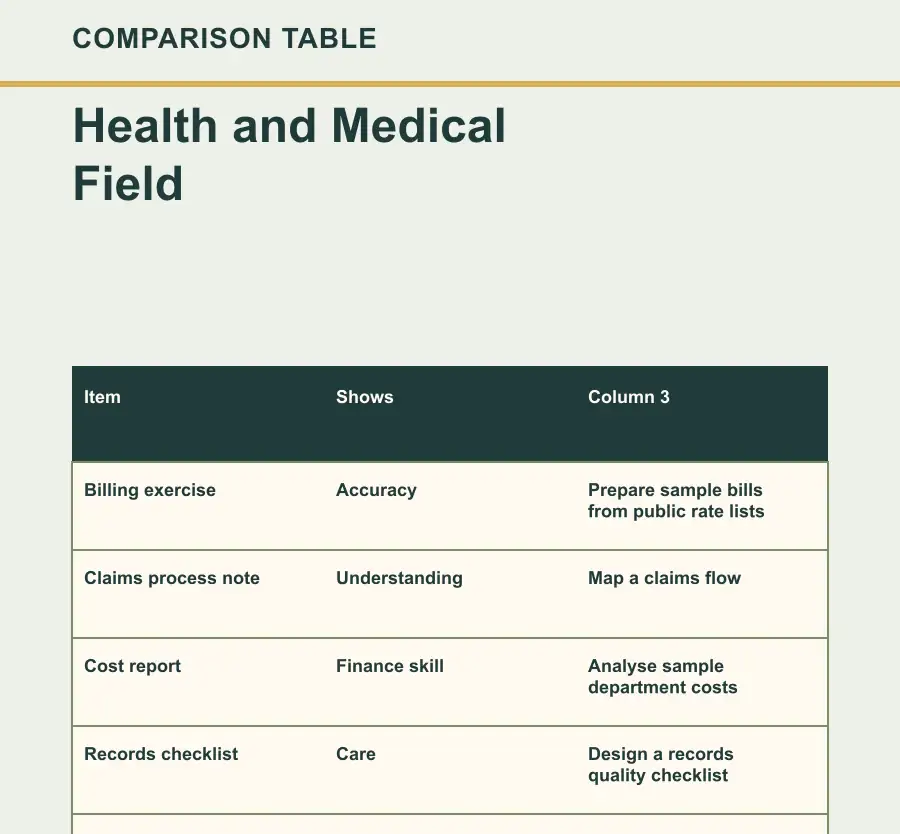 COMPARISON TABLE
Health and Medical
Field
Item Shows Column 3
Billing exercise Accuracy Prepare sample bills
from public rate lists
Claims process note Understanding Map a claims flow
Cost report Finance skill Analyse sample
department costs
Records checklist Care Design a records
quality checklist